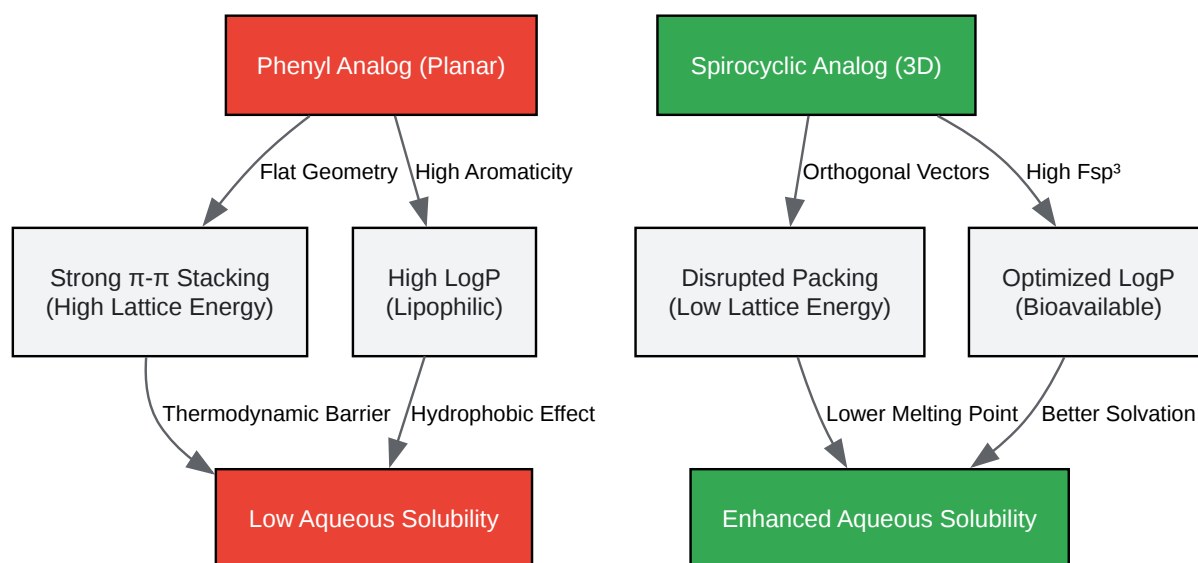 Phenyl Analog (Planar)
Spirocyclic Analog (3D)
Flat Geometry
High Aromaticity
Orthogonal Vectors
High Fsp³
Strong π-π Stacking
(High Lattice Energy)
High LogP
(Lipophilic)
Disrupted Packing
(Low Lattice Energy)
Optimized LogP
(Bioavailable)
Thermodynamic Barrier
Hydrophobic Effect
Lower Melting Point
Better Solvation
Low Aqueous Solubility
Enhanced Aqueous Solubility